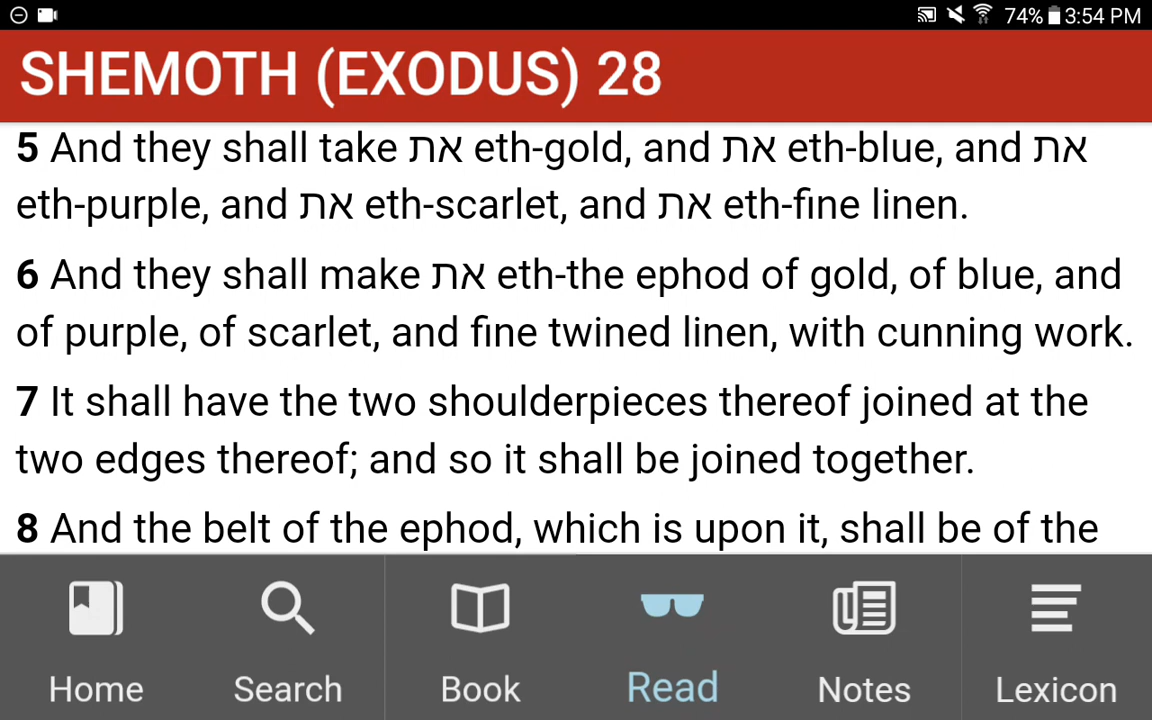 74% 3:54 PM
SHEMOTH (EXODUS) 28
5 And they shall take את eth-gold, and את eth-blue, and את
eth-purple, and את eth-scarlet, and את eth-fine linen.
6 And they shall make את eth-the ephod of gold, of blue, and
of purple, of scarlet, and fine twined linen, with cunning work.
7 It shall have the two shoulderpieces thereof joined at the
two edges thereof; and so it shall be joined together.
8 And the belt of the ephod, which is upon it, shall be of the
Home Search Book Read Notes Lexicon